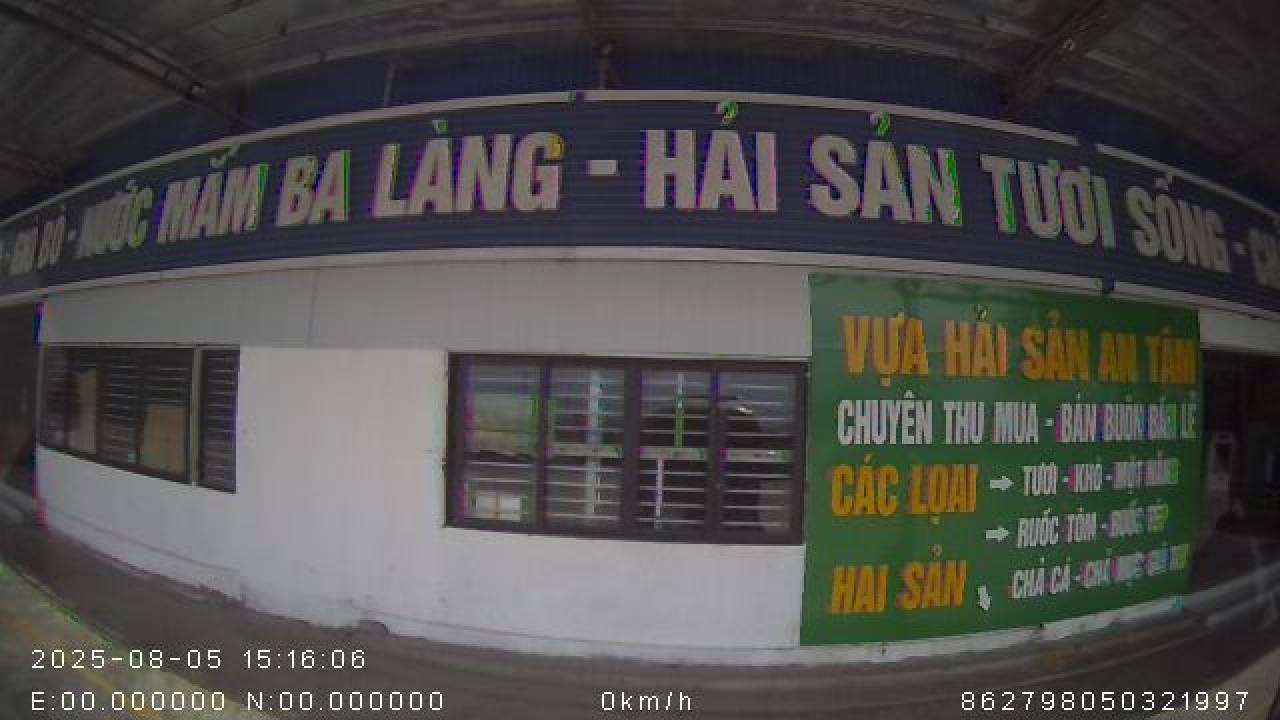 BÒ - NƯỚC MẮM BA LÀNG - HẢI SẢN TƯƠI SỐNG -
VỰA HẢI SẢN AN TÂM
CHUYÊN THU MUA - BÁN BUÔN BÁN LẺ
CÁC LOẠI → TƯƠI - KHÔ - MỘT NẮNG
→ RUỐC TÔM - RUỐC TÉP
HẢI SẢN CHẢ CÁ - CHẢ MỰC
2025-08-05 15:16:06
E:00.000000 N:00.000000 0km/h 862798050321997